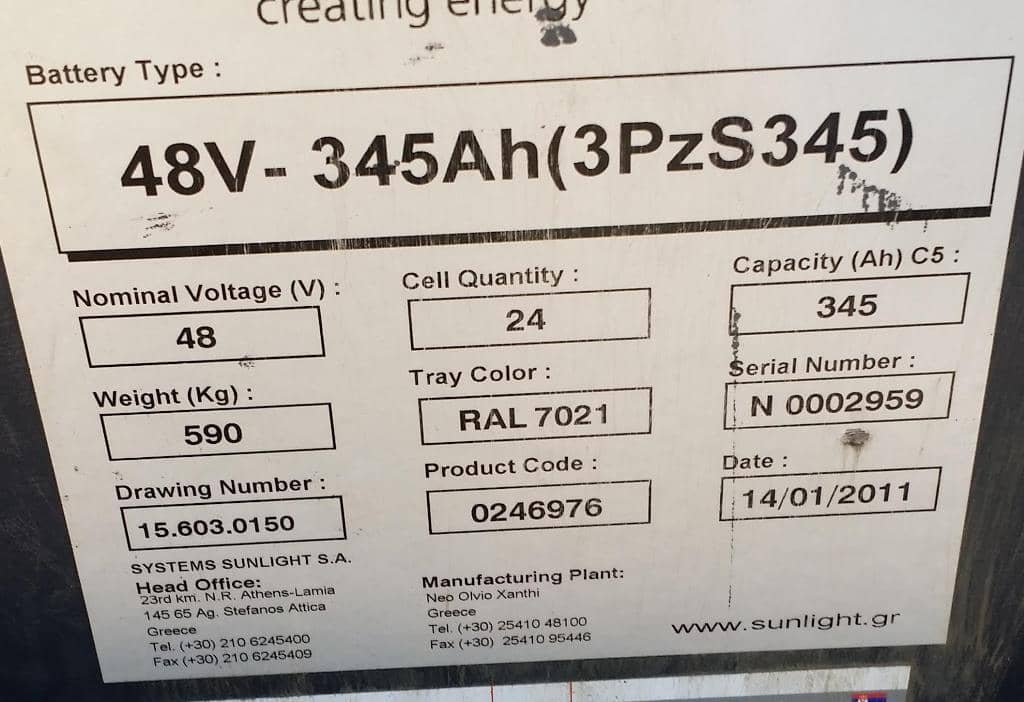 creating energy
Battery Type :
48V- 345Ah(3PzS345)
Nominal Voltage (V) :
48
Cell Quantity :
24
Capacity (Ah) C5 :
345
Weight (Kg) :
590
Tray Color :
RAL 7021
Serial Number :
N 0002959
Drawing Number :
15.603.0150
Product Code :
0246976
Date :
14/01/2011
SYSTEMS SUNLIGHT S.A.
Head Office:
23rd km. N.R. Athens-Lamia
145 65 Ag. Stefanos Attica
Greece
Tel. (+30) 210 6245400
Fax (+30) 210 6245409
Manufacturing Plant:
Neo Olvio Xanthi
Greece
Tel. (+30) 25410 48100
Fax (+30) 25410 95446
www.sunlight.gr